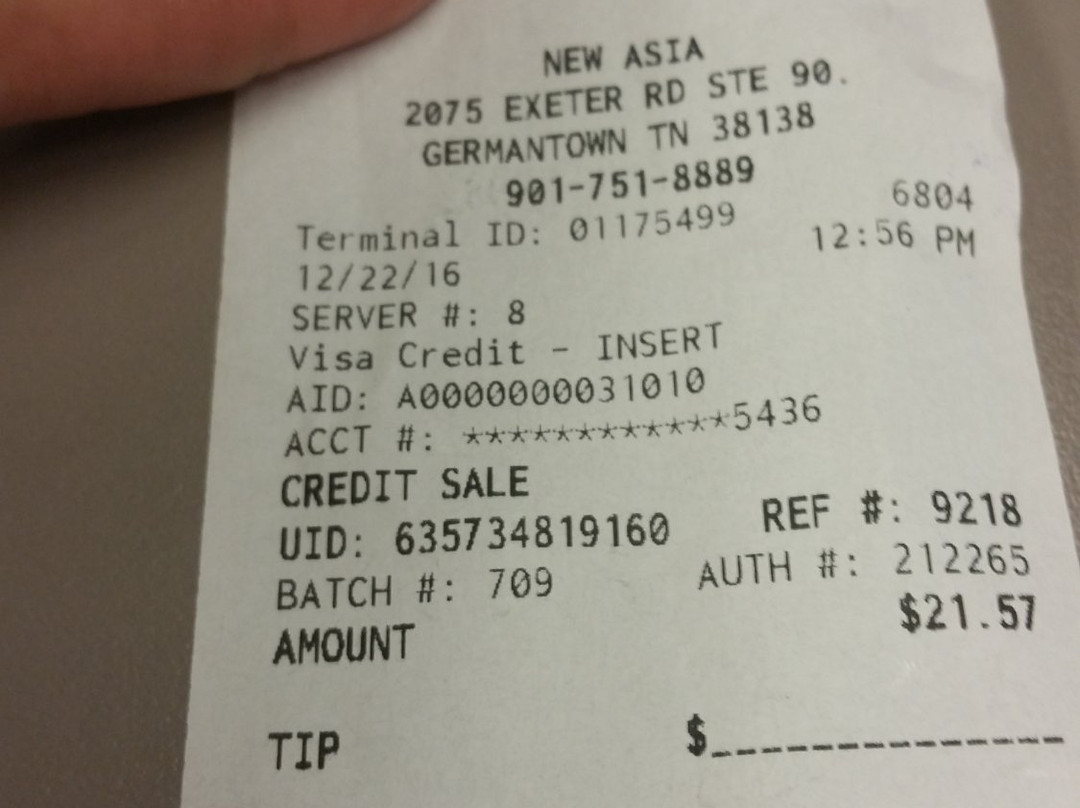 NEW ASIA
2075 EXETER RD STE 90.
GERMANTOWN TN 38138
901-751-8889
Terminal ID: 01175499 6804
12/22/16 12:56 PM
SERVER #: 8
Visa Credit - INSERT
AID: A0000000031010
ACCT #: ************5436
CREDIT SALE
UID: 635734819160 REF #: 9218
BATCH #: 709 AUTH #: 212265
AMOUNT $21.57
TIP $_______________